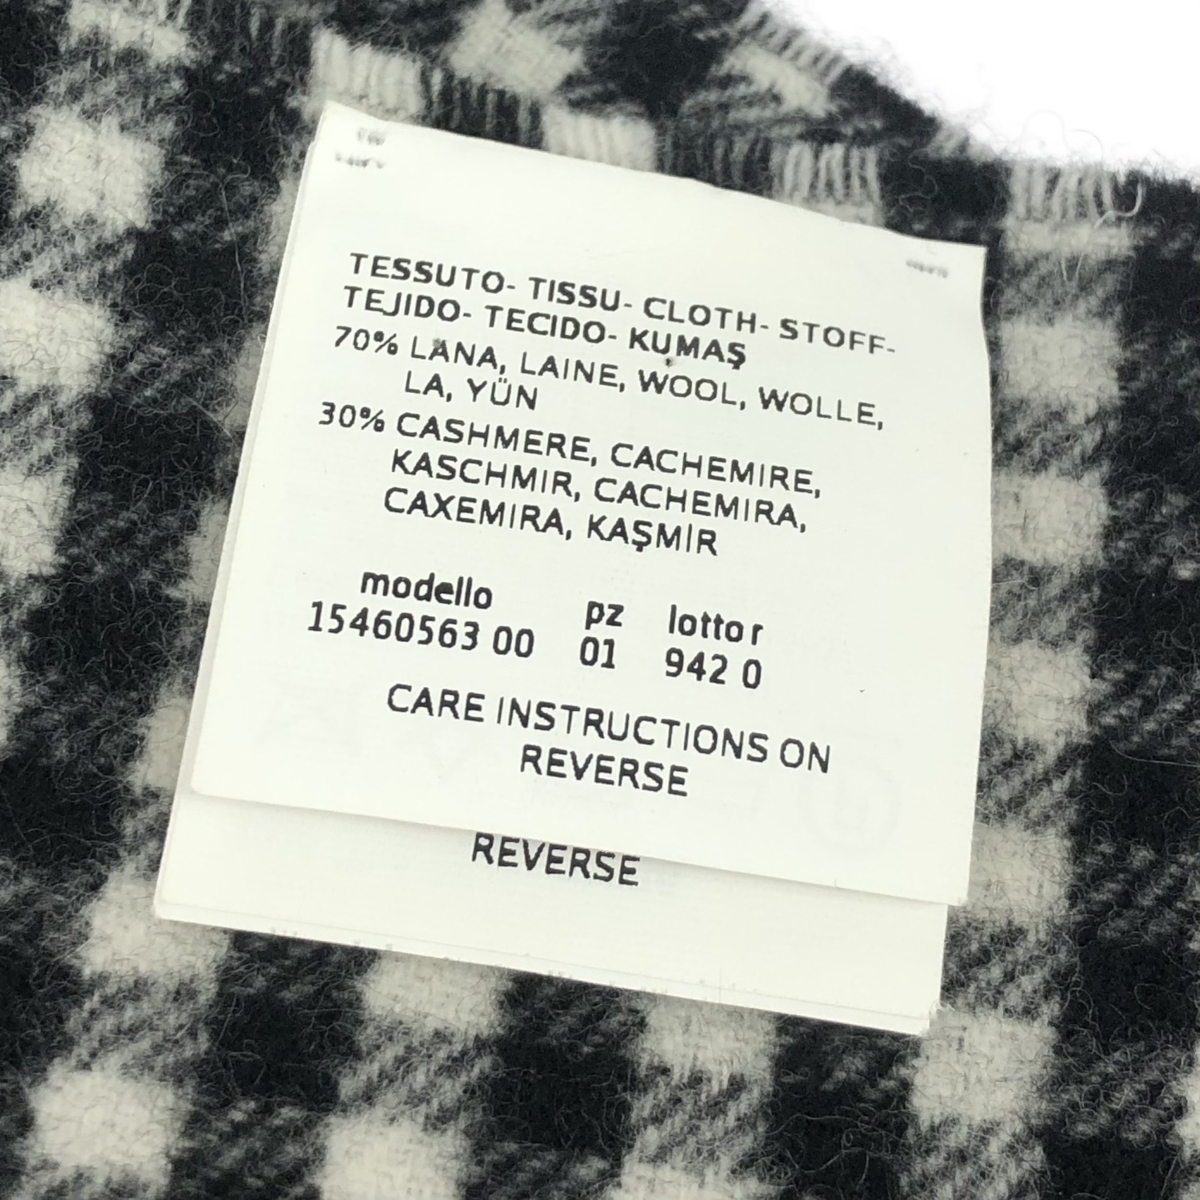 TESSUTO- TISSU- CLOTH- STOFF-
TEJIDO- TECIDO- KUMAŞ
70% LANA, LAINE, WOOL, WOLLE,
LA, YÜN
30% CASHMERE, CACHEMIRE,
KASCHMIR, CACHEMIRA,
CAXEMIRA, KAŞMİR
modello pz lotto r
15460563 00 01 942 0
CARE INSTRUCTIONS ON
REVERSE
REVERSE